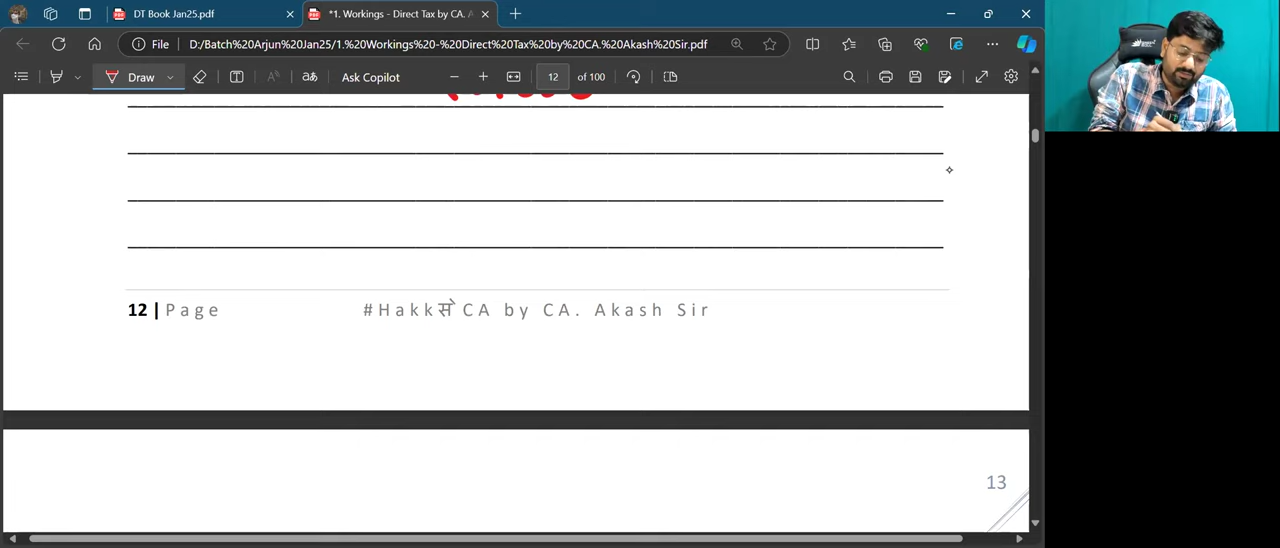 DT Book Jan25.pdf
*1. Workings - Direct Tax by CA. A
File
D:/Batch%20Arjun%20Jan25/1.%20Workings%20-%20Direct%20Tax%20by%20CA.%20Akash%20Sir.pdf
Draw
aあ
Ask Copilot
12
of 100
12 | Page
#Hakkसे CA by CA. Akash Sir
13